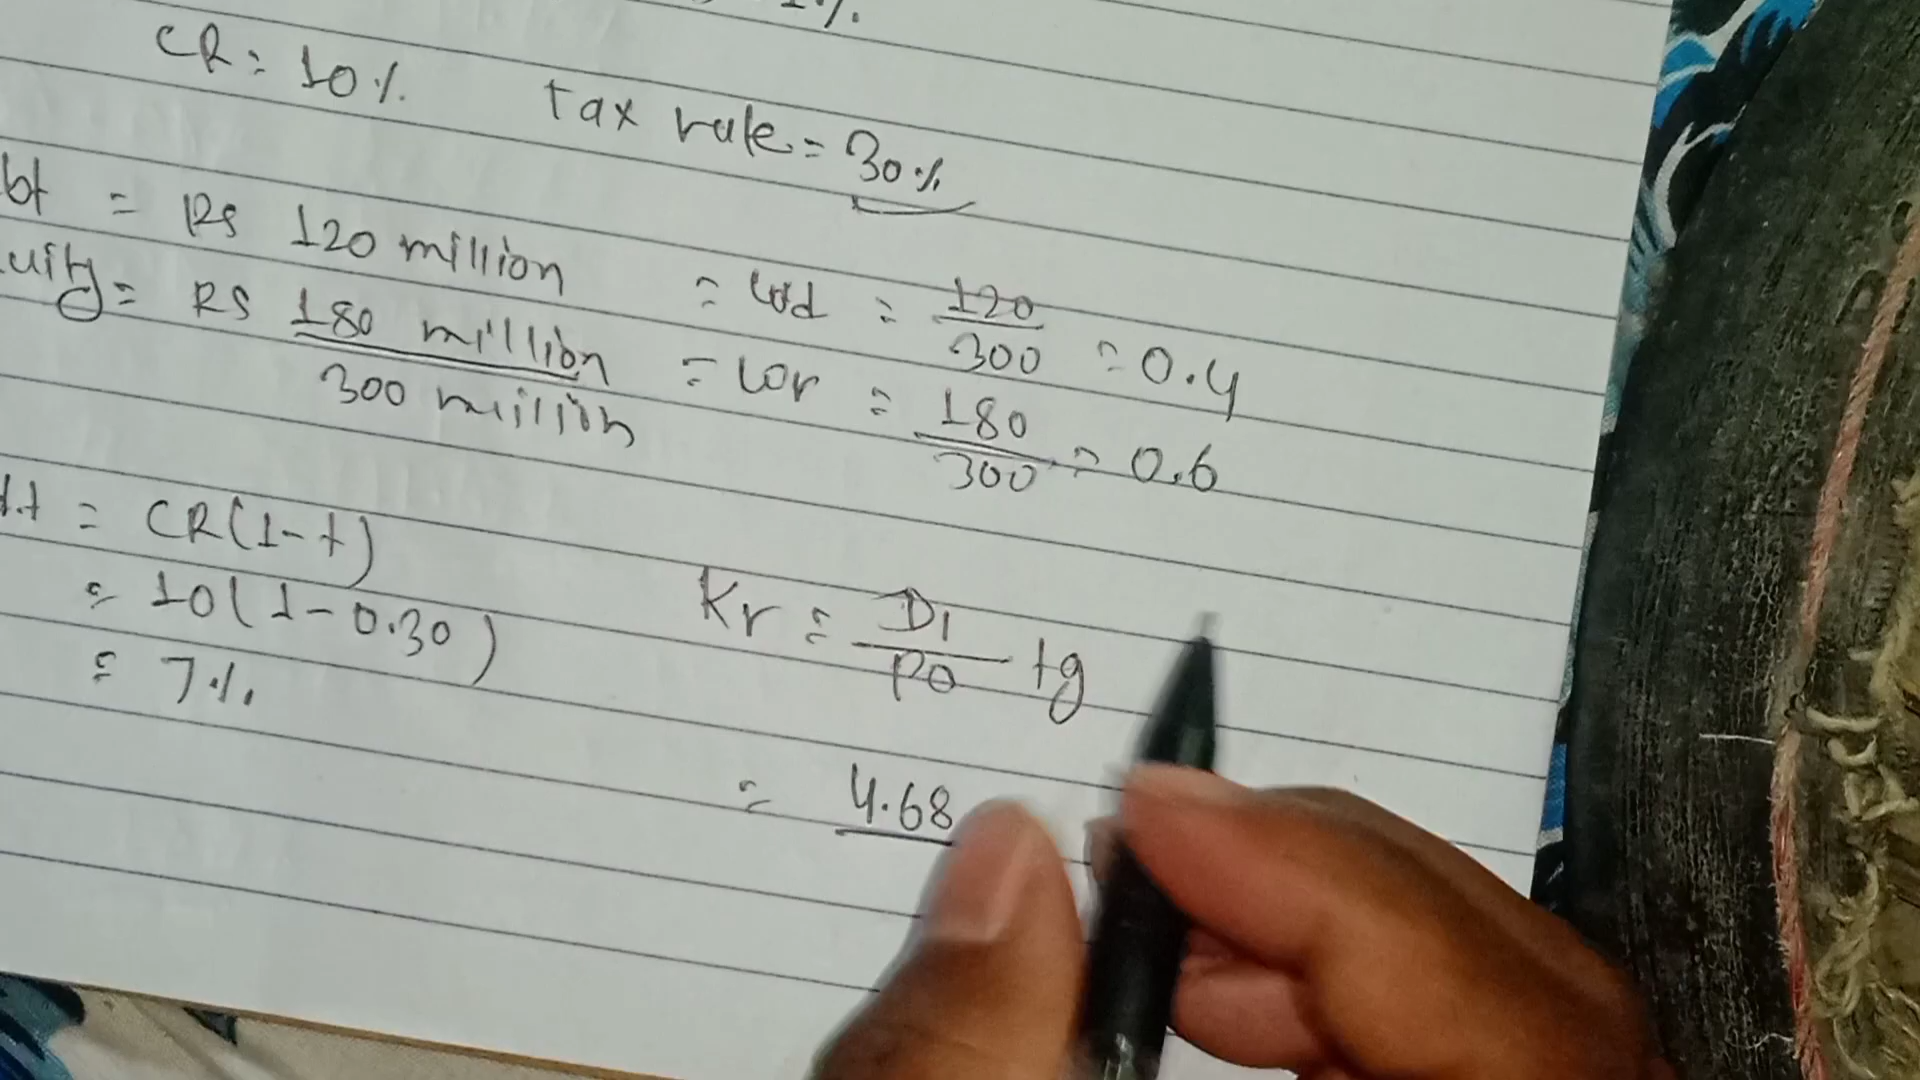 CR = 10%    tax rate = 30%
bt = Rs 120 million = wd = 120/300 = 0.4
uity = RS 180 million = wr = 180/300 = 0.6
300 million
d.t = CR(1-t)
= 10(1-0.30)
= 7%
Kr = D1/P0 +g
= 4.68